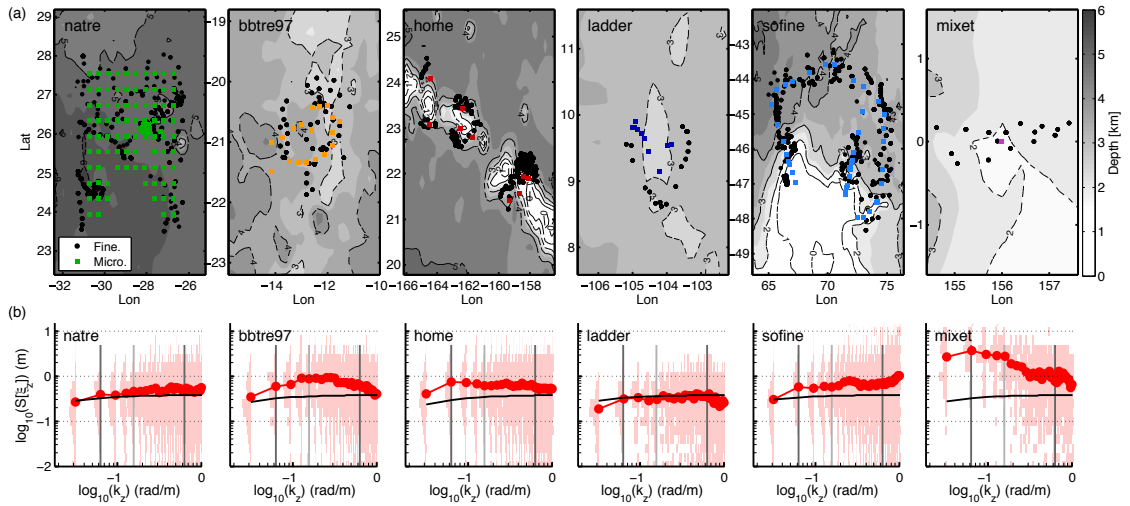 (a)
natre
bbtre97
home
ladder
sofine
mixet
29
28
27
26
25
24
23
Lat
−32
−30
−28
−26
Lon
Fine.
Micro.
−19
−20
−21
−22
−23
−14
−12
−10
Lon
26
25
24
23
22
21
20
−166
−164
−162
−160
−158
Lon
11
10
9
8
−106
−105
−104
−103
Lon
−43
−44
−45
−46
−47
−48
−49
65
70
75
Lon
1
0
−1
155
156
157
Lon
6
5
4
3
2
1
0
Depth [km]
(b)
natre
bbtre97
home
ladder
sofine
mixet
1
0
−1
−2
log10(S[ξz]) (m)
−1
0
log10(kz) (rad/m)
−1
0
log10(kz) (rad/m)
−1
0
log10(kz) (rad/m)
−1
0
log10(kz) (rad/m)
−1
0
log10(kz) (rad/m)
−1
0
log10(kz) (rad/m)